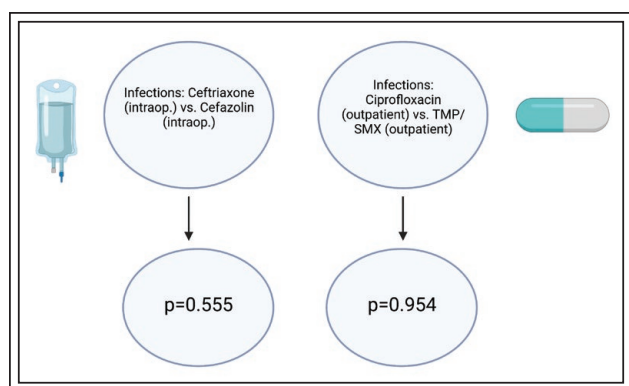 Infections: Ceftriaxone
(intraop.) vs. Cefazolin
(intraop.)
Infections:
Ciprofloxacin
(outpatient) vs. TMP/
SMX (outpatient)
p=0.555
p=0.954